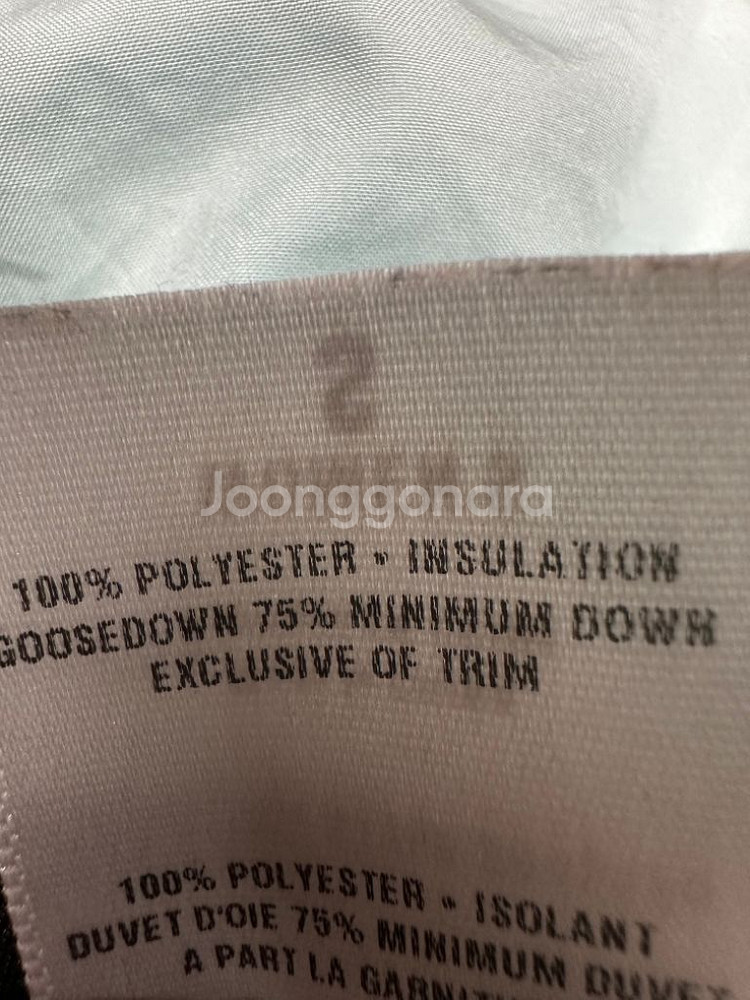 Joonggonara
100% POLYESTER - INSULATION
GOOSEDOWN 75% MINIMUM DOWN
EXCLUSIVE OF TRIM
100% POLYESTER - ISOLANT
DUVET D'OIE 75% MINIMUM DUVET
A PART LA